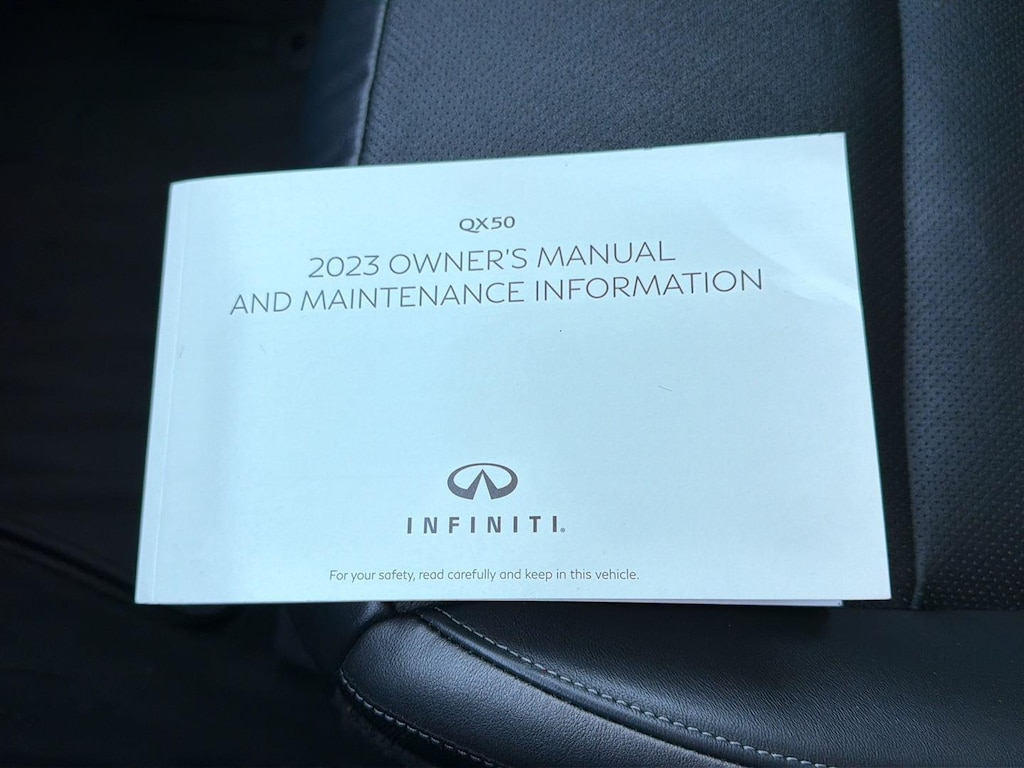 QX50
2023 OWNER'S MANUAL
AND MAINTENANCE INFORMATION
INFINITI®
For your safety, read carefully and keep in this vehicle.